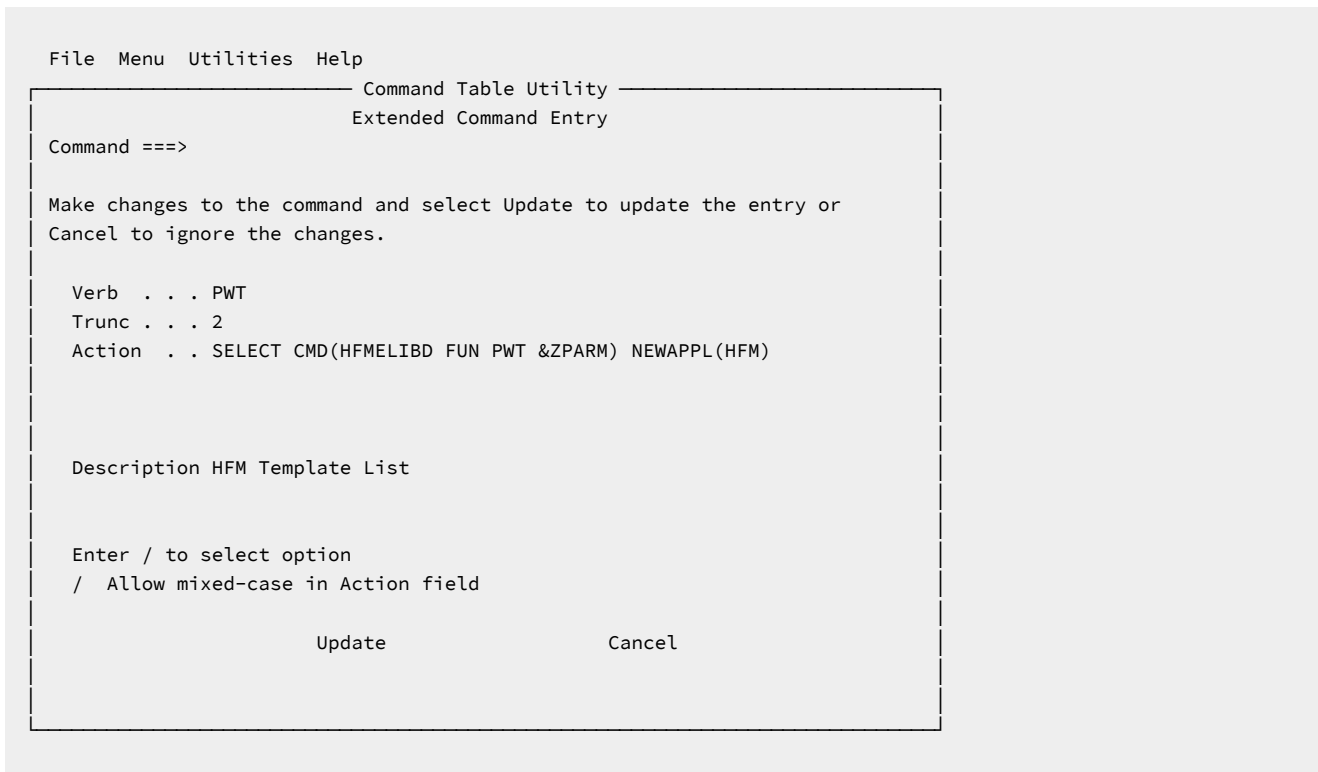 File Menu Utilities Help
Command Table Utility
Extended Command Entry
Command ===>
Make changes to the command and select Update to update the entry or
Cancel to ignore the changes.
Verb . . . PWT
Trunc . . . 2
Action . . SELECT CMD(HFMELIBD FUN PWT &ZPARM) NEWAPPL(HFM)
Description HFM Template List
Enter / to select option
/ Allow mixed-case in Action field
Update Cancel